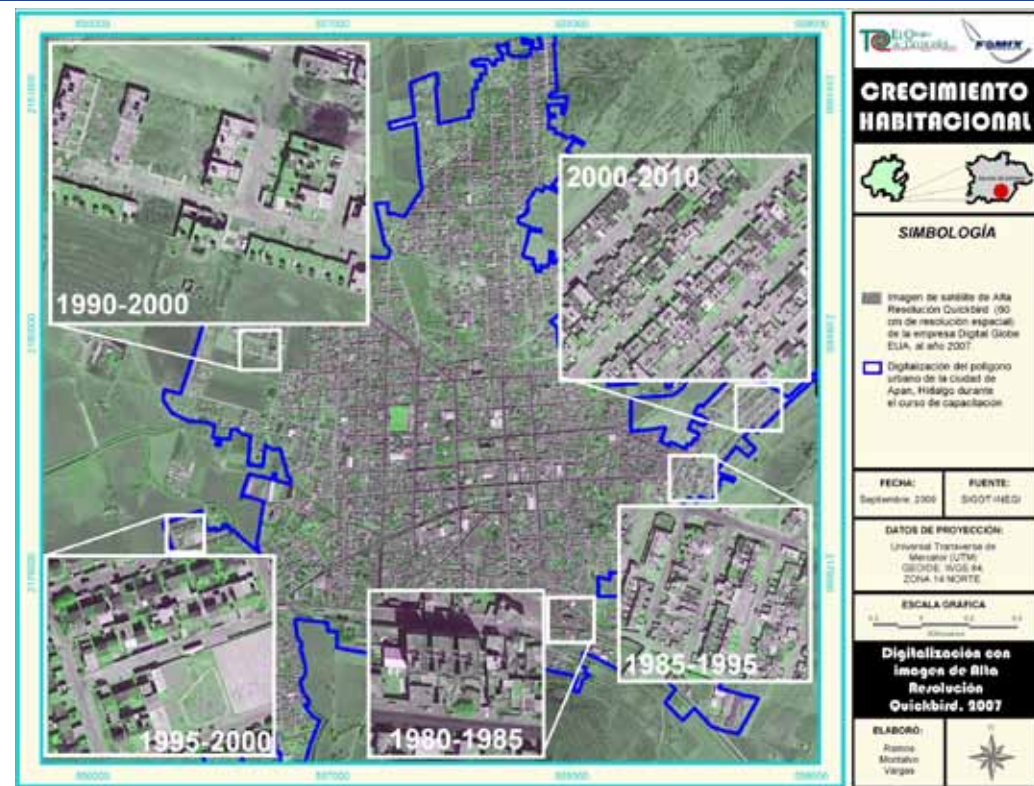 1990-2000
2000-2010
1995-2000
1980-1985
1985-1995
CRECIMIENTO
HABITACIONAL
SIMBOLOGÍA
Imagen de satélite de Alta
Resolución Quickbird (60
cm de resolución espacial)
de la empresa Digital Globe
EUA, al año 2007
Digitalización del polígono
urbano de la ciudad de
Apan, Hidalgo durante
el curso de capacitación
FECHA:
Septiembre, 2009
FUENTE:
SIGOT-INEGI
DATOS DE PROYECCIÓN:
Universal Transversa de
Mercator (UTM)
GEOIDE: WGS 84
ZONA 14 NORTE
ESCALA GRAFICA
Digitalización con
imagen de Alta
Resolución
Quickbird, 2007
ELABORÓ:
Ramos
Montalvo
Vargas